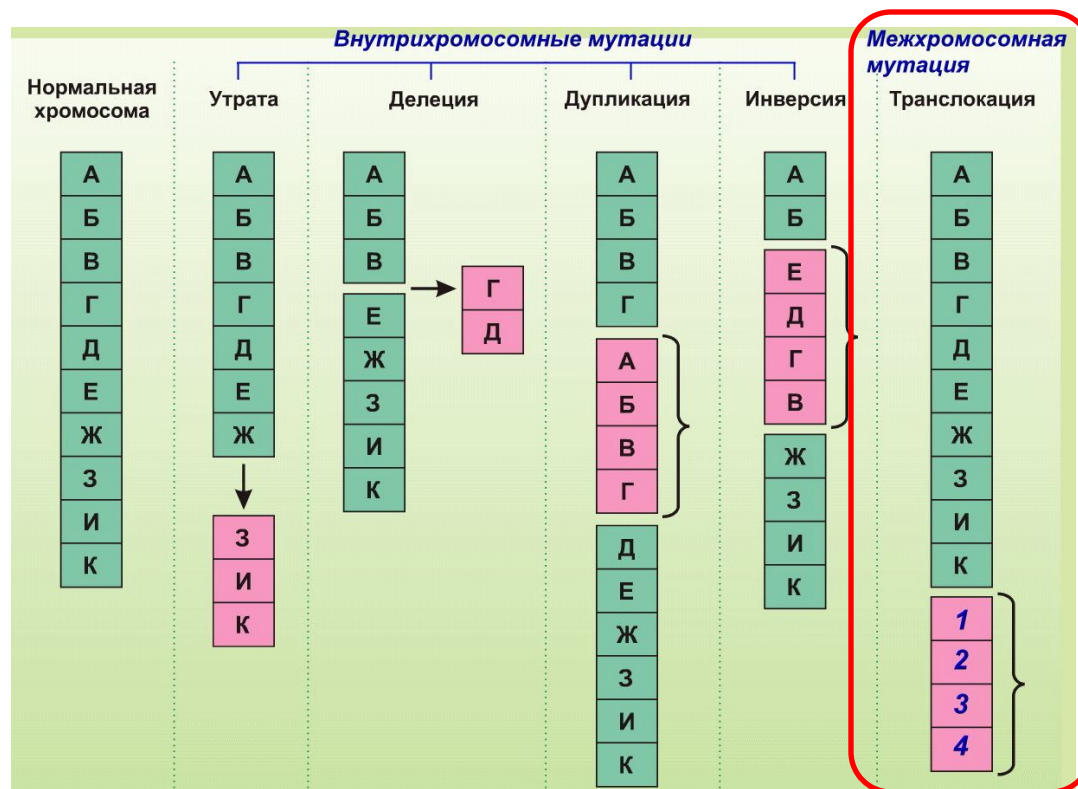 Внутрихромосомные мутации
Межхромосомная
мутация
Нормальная
хромосома
Утрата
Делеция
Дупликация
Инверсия
Транслокация
А
Б
В
Г
Д
Е
Ж
З
И
К
А
Б
В
Г
Д
Е
Ж
З
И
К
А
Б
В
Е
Ж
З
И
К
Г
Д
А
Б
В
Г
А
Б
В
Г
Д
Е
Ж
З
И
К
А
Б
Е
Д
Г
В
Ж
З
И
К
А
Б
В
Г
Д
Е
Ж
З
И
К
1
2
3
4